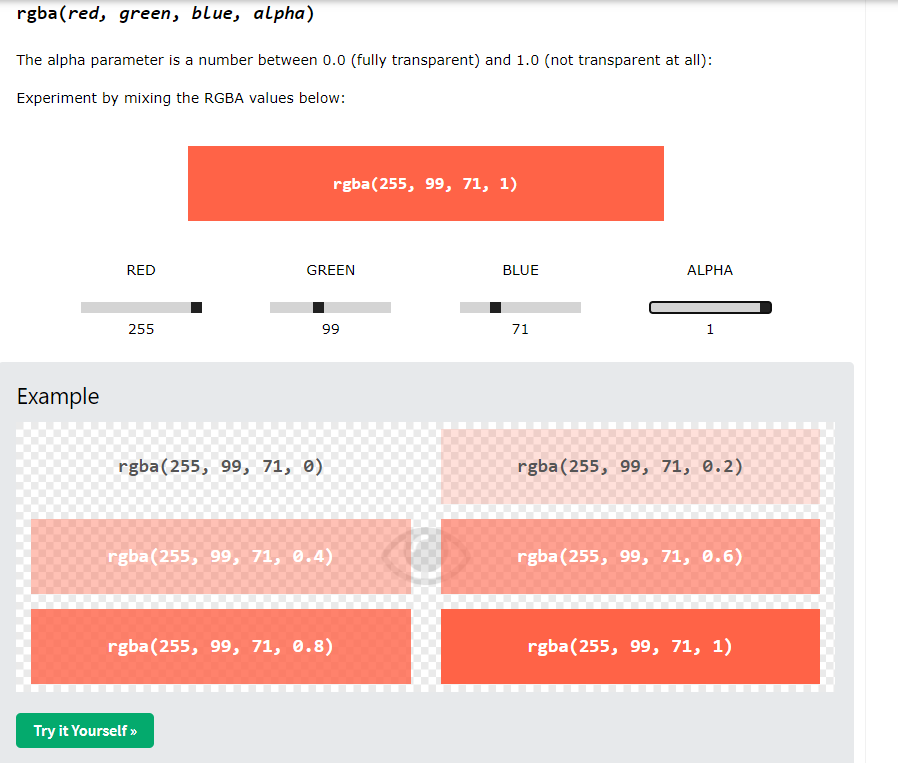 rgba(red, green, blue, alpha)
The alpha parameter is a number between 0.0 (fully transparent) and 1.0 (not transparent at all):
Experiment by mixing the RGBA values below:
rgba(255, 99, 71, 1)
RED GREEN BLUE ALPHA
255 99 71 1
Example
rgba(255, 99, 71, 0) rgba(255, 99, 71, 0.2)
rgba(255, 99, 71, 0.4) rgba(255, 99, 71, 0.6)
rgba(255, 99, 71, 0.8) rgba(255, 99, 71, 1)
Try it Yourself »